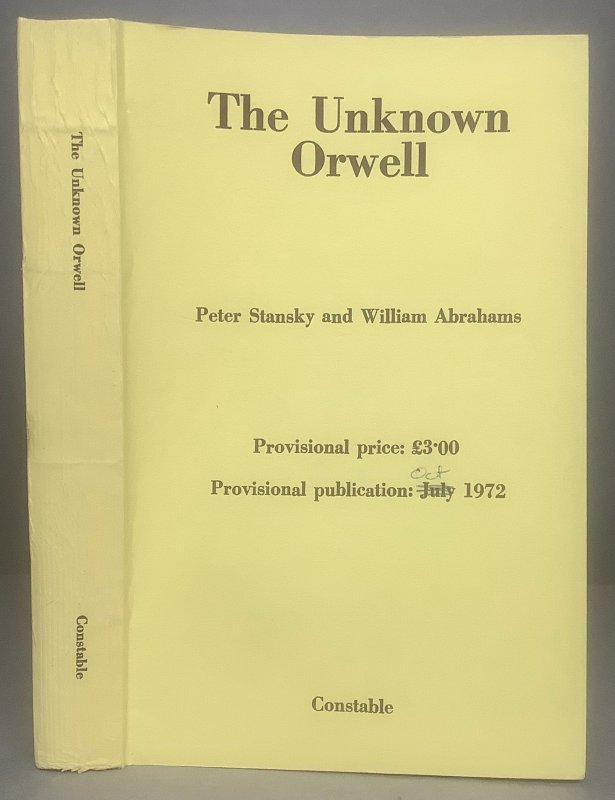 The Unknown Orwell
Constable
The Unknown
Orwell
Peter Stansky and William Abrahams
Provisional price: £3·00
Oct
Provisional publication: July 1972
Constable